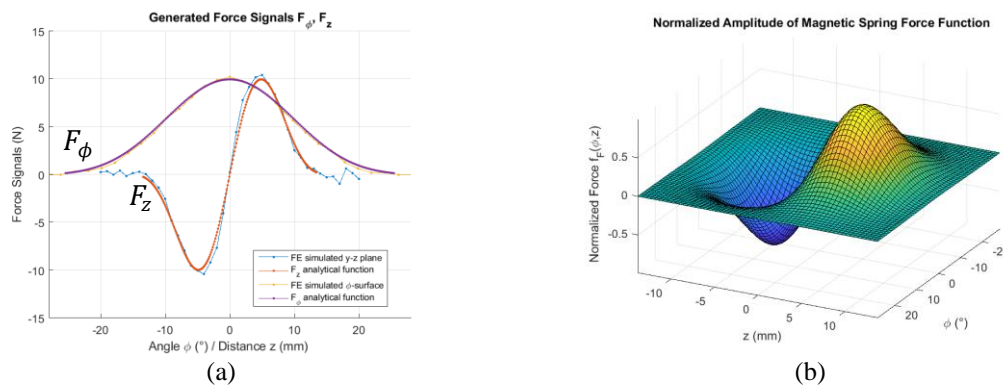 Generated Force Signals F_ϕ, F_z
15
10
5
0
-5
-10
-15
Force Signals (N)
F_ϕ
F_z
FE simulated y-z plane
F_z analytical function
FE simulated ϕ-surface
F_ϕ analytical function
-20 -10 0 10 20
Angle ϕ (°) / Distance z (mm)
(a)
Normalized Amplitude of Magnetic Spring Force Function
0.5
0
-0.5
Normalized Force f_F(ϕ,z)
-10 -5 0 5 10
z (mm)
20 10 0 -10 -2
ϕ (°)
(b)